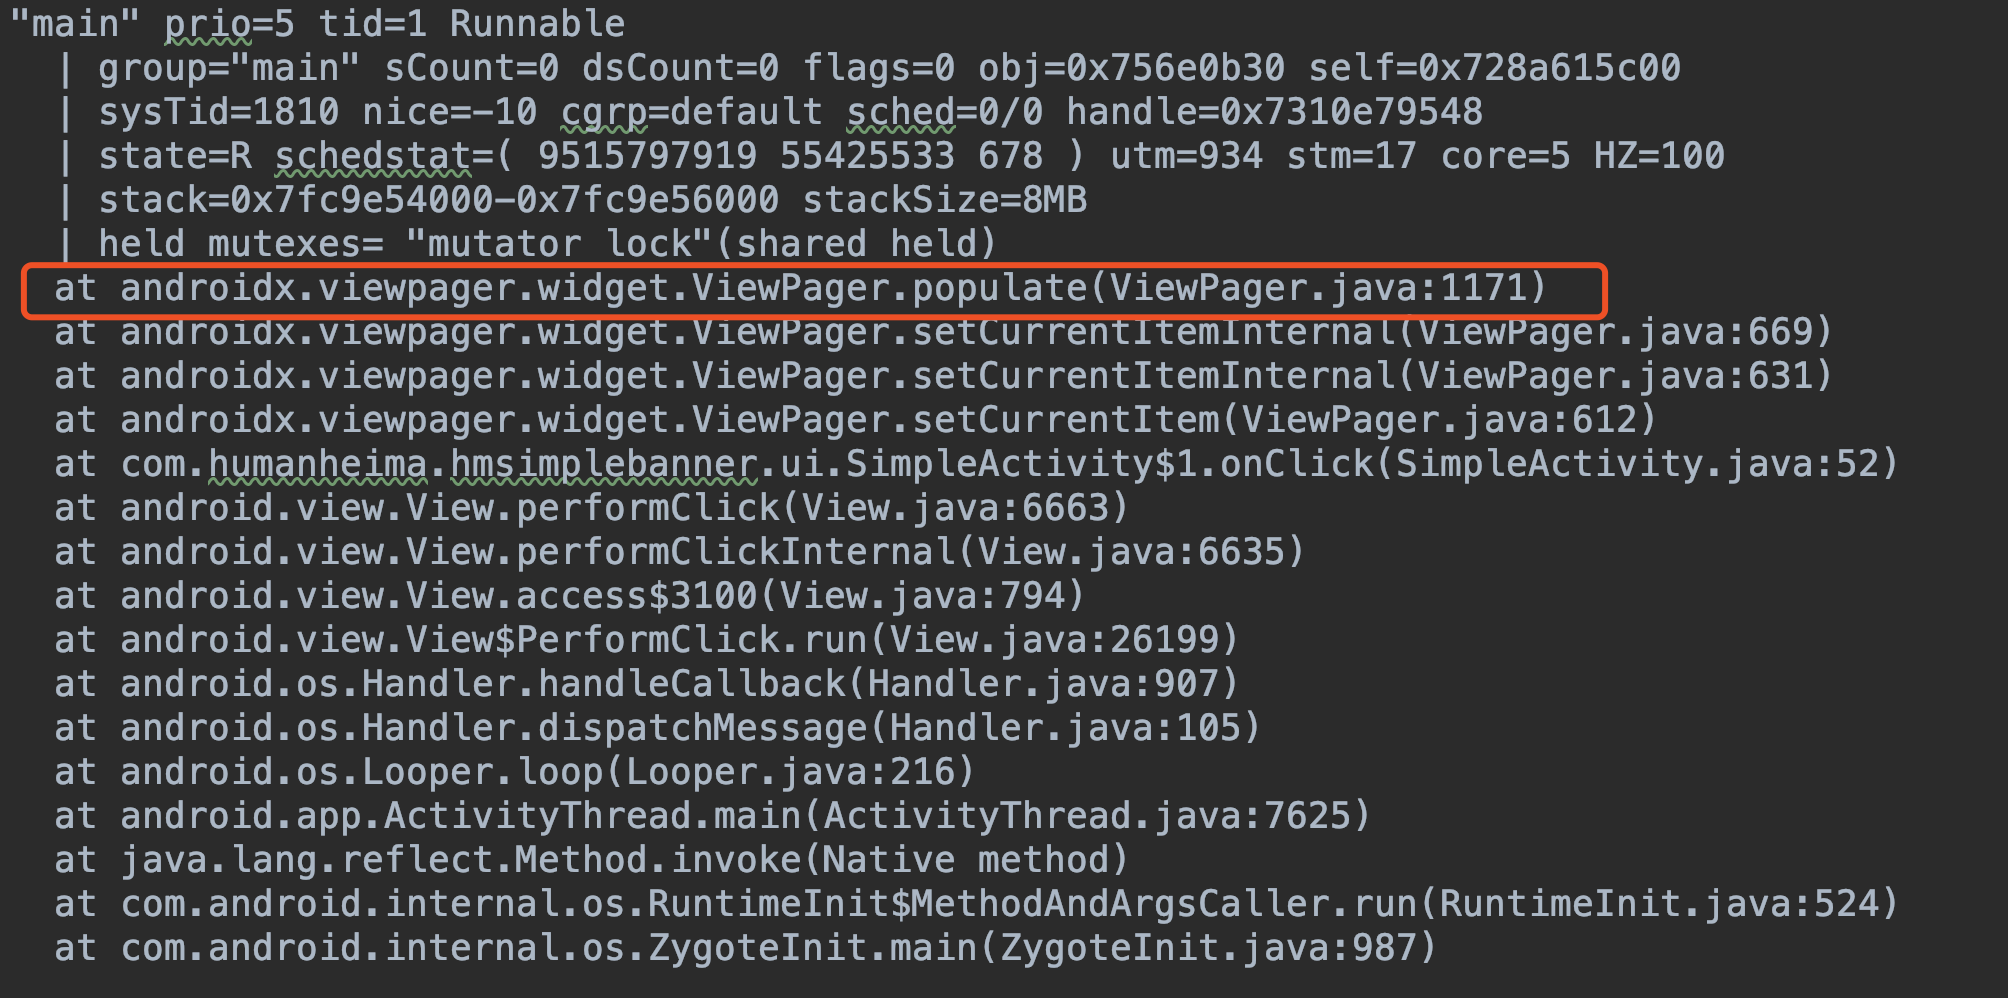 "main" prio=5 tid=1 Runnable
  | group="main" sCount=0 dsCount=0 flags=0 obj=0x756e0b30 self=0x728a615c00
  | sysTid=1810 nice=-10 cgrp=default sched=0/0 handle=0x7310e79548
  | state=R schedstat=( 9515797919 55425533 678 ) utm=934 stm=17 core=5 HZ=100
  | stack=0x7fc9e54000-0x7fc9e56000 stackSize=8MB
  | held mutexes= "mutator lock"(shared held)
  at androidx.viewpager.widget.ViewPager.populate(ViewPager.java:1171)
  at androidx.viewpager.widget.ViewPager.setCurrentItemInternal(ViewPager.java:669)
  at androidx.viewpager.widget.ViewPager.setCurrentItemInternal(ViewPager.java:631)
  at androidx.viewpager.widget.ViewPager.setCurrentItem(ViewPager.java:612)
  at com.humanheima.hmsimplebanner.ui.SimpleActivity$1.onClick(SimpleActivity.java:52)
  at android.view.View.performClick(View.java:6663)
  at android.view.View.performClickInternal(View.java:6635)
  at android.view.View.access$3100(View.java:794)
  at android.view.View$PerformClick.run(View.java:26199)
  at android.os.Handler.handleCallback(Handler.java:907)
  at android.os.Handler.dispatchMessage(Handler.java:105)
  at android.os.Looper.loop(Looper.java:216)
  at android.app.ActivityThread.main(ActivityThread.java:7625)
  at java.lang.reflect.Method.invoke(Native method)
  at com.android.internal.os.RuntimeInit$MethodAndArgsCaller.run(RuntimeInit.java:524)
  at com.android.internal.os.ZygoteInit.main(ZygoteInit.java:987)